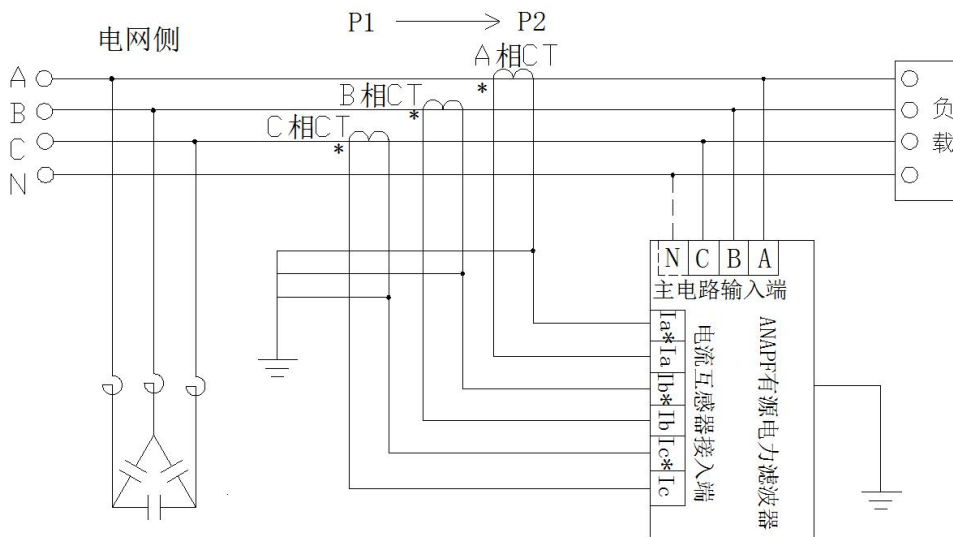 P1 P2
电网侧
A相CT
*
B相CT
*
C相CT
*
A
B
C
N
负载
N C B A
主电路输入端
Ia*
Ia
Ib*
Ib
Ic*
Ic
电流互感器接入端
ANAPF有源电力滤波器